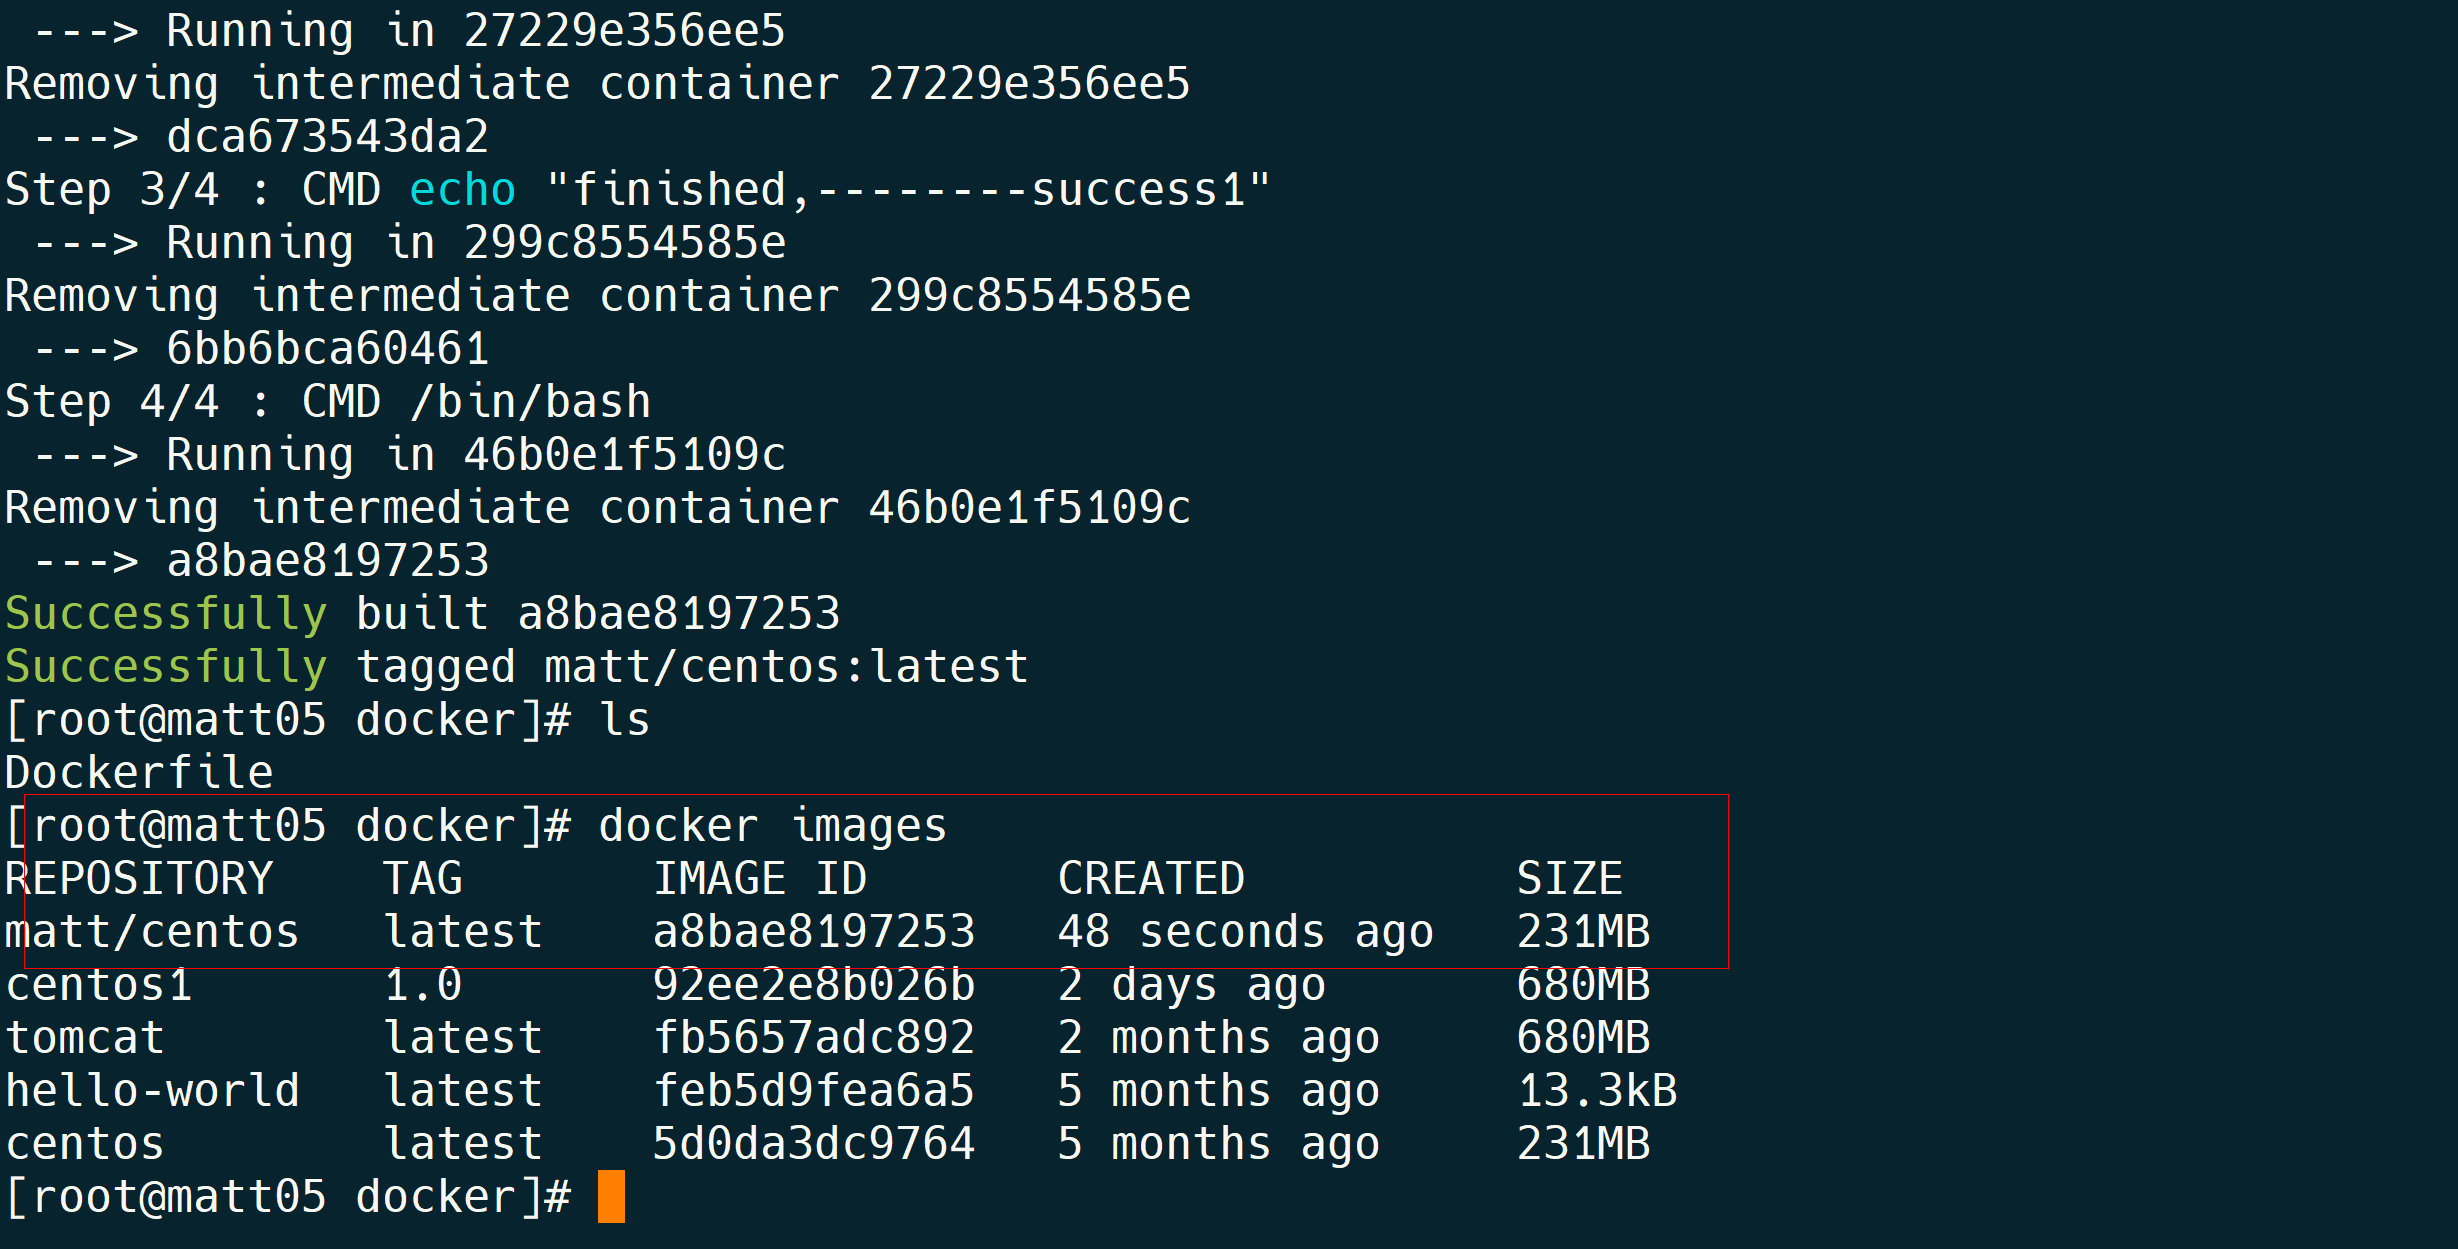 ---> Running in 27229e356ee5
Removing intermediate container 27229e356ee5
---> dca673543da2
Step 3/4 : CMD echo "finished,--------success1"
---> Running in 299c8554585e
Removing intermediate container 299c8554585e
---> 6bb6bca60461
Step 4/4 : CMD /bin/bash
---> Running in 46b0e1f5109c
Removing intermediate container 46b0e1f5109c
---> a8bae8197253
Successfully built a8bae8197253
Successfully tagged matt/centos:latest
[root@matt05 docker]# ls
Dockerfile
[root@matt05 docker]# docker images
REPOSITORY    TAG       IMAGE ID       CREATED          SIZE
matt/centos   latest    a8bae8197253   48 seconds ago   231MB
centos1       1.0       92ee2e8b026b   2 days ago       680MB
tomcat        latest    fb5657adc892   2 months ago     680MB
hello-world   latest    feb5d9fea6a5   5 months ago     13.3kB
centos        latest    5d0da3dc9764   5 months ago     231MB
[root@matt05 docker]#